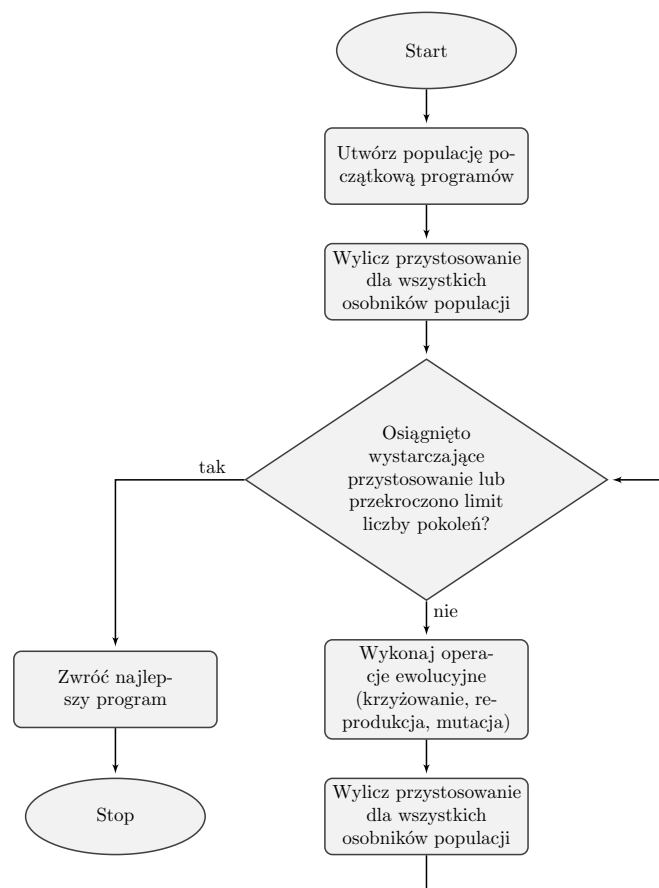 Start
Utwórz populację po-
czątkową programów
Wylicz przystosowanie
dla wszystkich
osobników populacji
Osiągnięto
wystarczające
przystosowanie lub
przekroczono limit
liczby pokoleń?
tak
nie
Zwróć najlep-
szy program
Wykonaj opera-
cje ewolucyjne
(krzyżowanie, re-
produkcja, mutacja)
Stop
Wylicz przystosowanie
dla wszystkich
osobników populacji